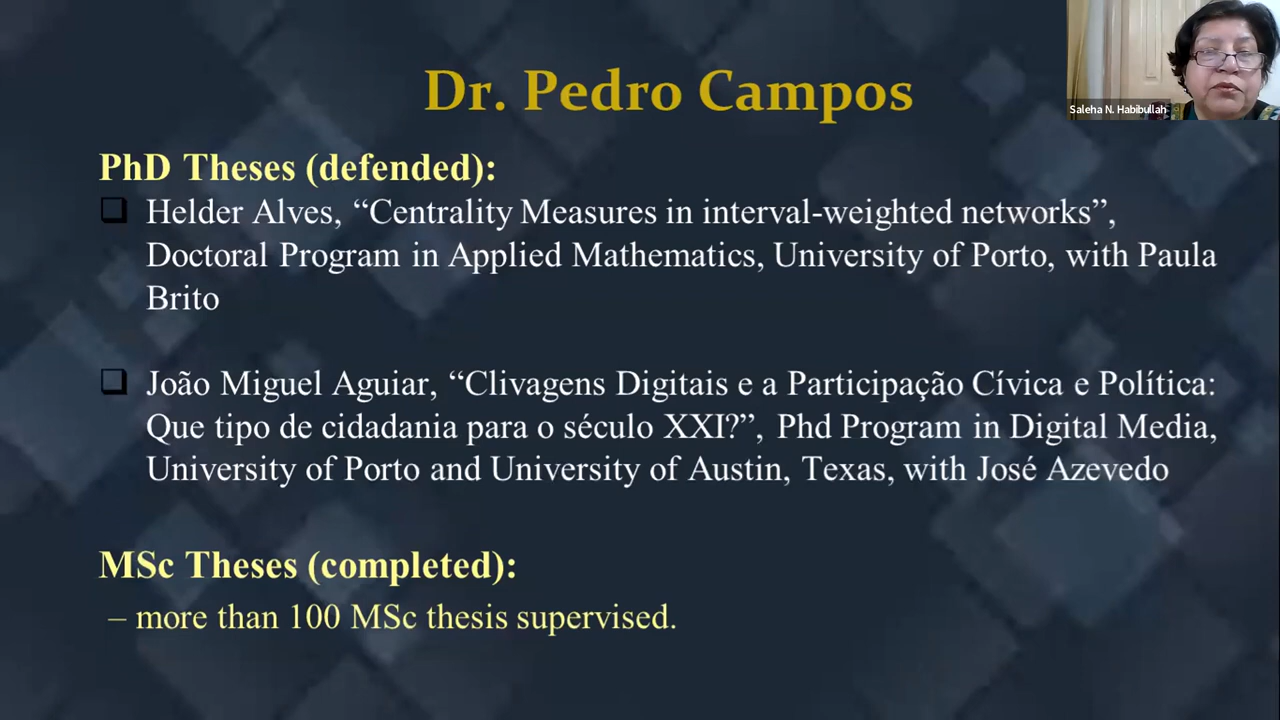 Dr. Pedro Campos
Saleha N. Habibullah
PhD Theses (defended):
Helder Alves, “Centrality Measures in interval-weighted networks”,
Doctoral Program in Applied Mathematics, University of Porto, with Paula
Brito
João Miguel Aguiar, “Clivagens Digitais e a Participação Cívica e Política:
Que tipo de cidadania para o século XXI?”, Phd Program in Digital Media,
University of Porto and University of Austin, Texas, with José Azevedo
MSc Theses (completed):
– more than 100 MSc thesis supervised.